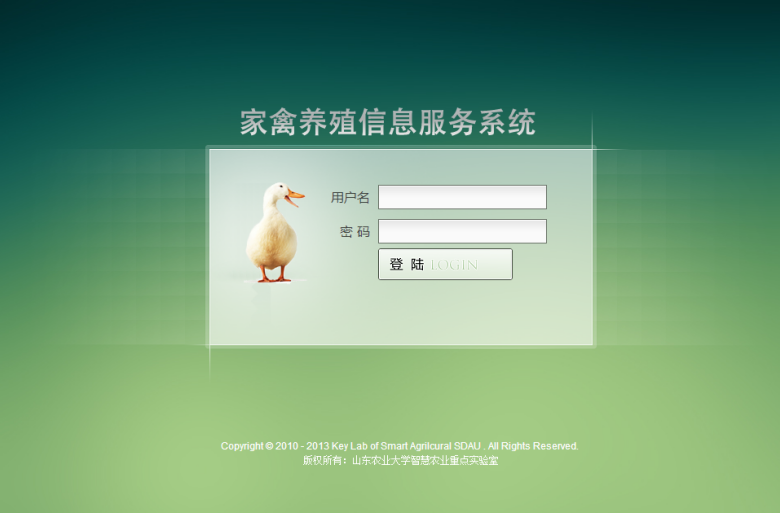 家禽养殖信息服务系统
用户名
密 码
登 陆 LOGIN
Copyright © 2010 - 2013 Key Lab of Smart Agrilcural SDAU . All Rights Reserved.
版权所有：山东农业大学智慧农业重点实验室